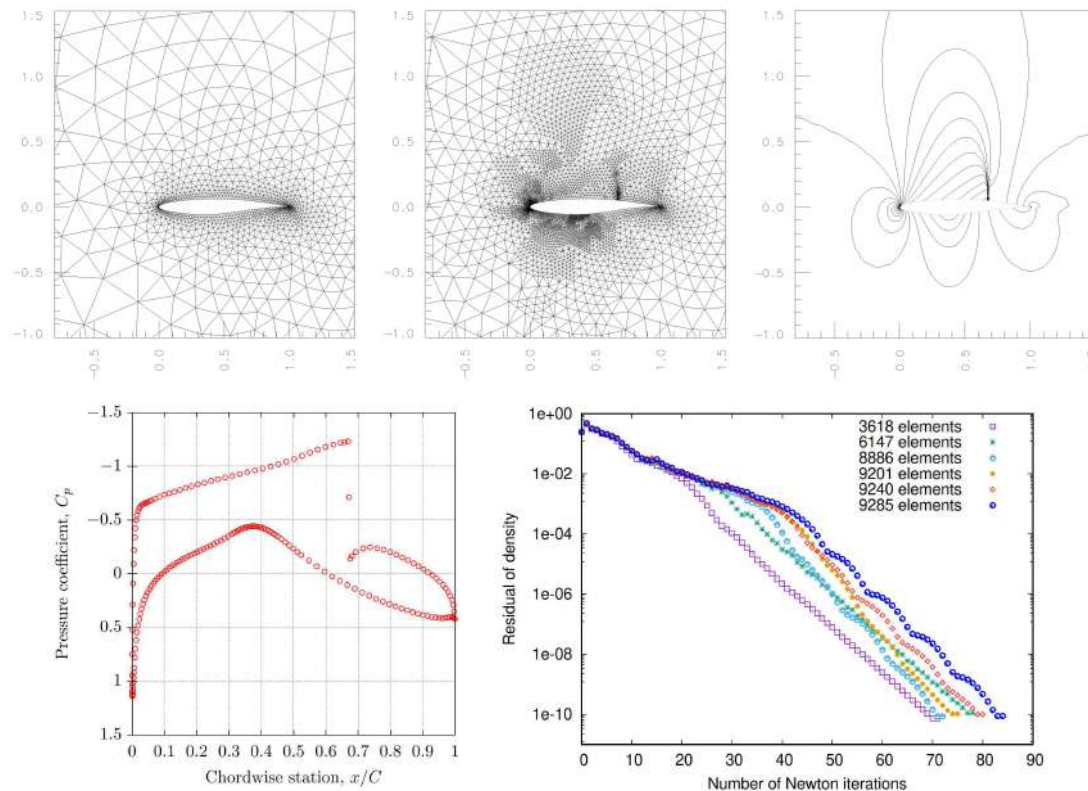 1.5
1.0
0.5
0.0
-0.5
-1.0
-0.5
0.0
0.5
1.0
1.5
1.5
1.0
0.5
0.0
-0.5
-1.0
-0.5
0.0
0.5
1.0
1.5
1.5
1.0
0.5
0.0
-0.5
-1.0
-0.5
0.0
0.5
1.0
1.5
Pressure coefficient, Cp
−1.5
−1
−0.5
0
0.5
1
1.5
0 0.1 0.2 0.3 0.4 0.5 0.6 0.7 0.8 0.9 1
Chordwise station, x/C
Residual of density
1e+00
1e-02
1e-04
1e-06
1e-08
1e-10
3618 elements
6147 elements
8886 elements
9201 elements
9240 elements
9285 elements
0 10 20 30 40 50 60 70 80 90
Number of Newton iterations